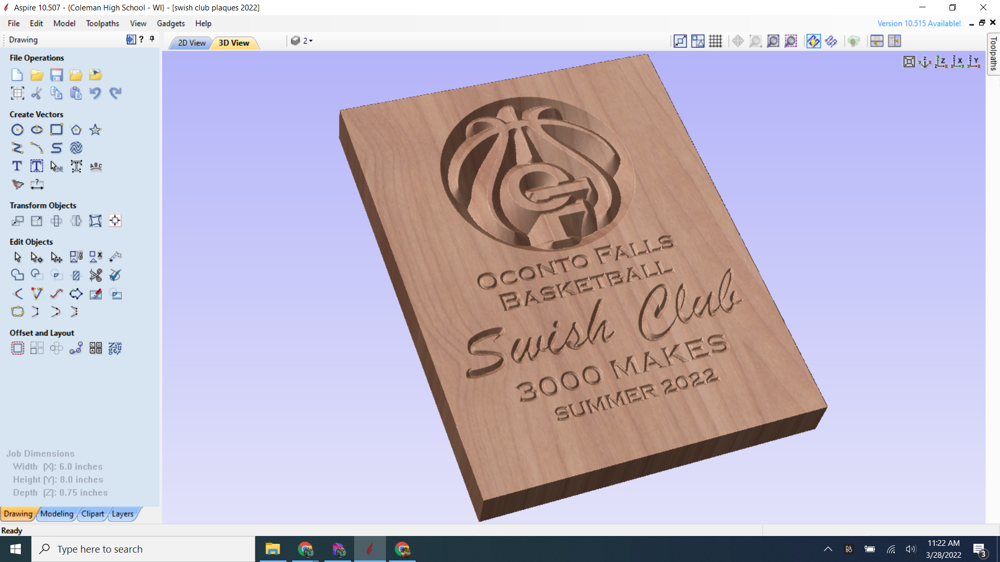 Aspire 10.507 - {Coleman High School - WI} - [swish club plaques 2022]
File Edit Model Toolpaths View Gadgets Help
Version 10.515 Available!
Drawing
2D View
3D View
2
Toolpaths
File Operations
Create Vectors
Transform Objects
Edit Objects
Offset and Layout
OCONTO FALLS
BASKETBALL
Swish Club
3000 MAKES
SUMMER 2022
Job Dimensions
Width (X): 6.0 inches
Height (Y): 8.0 inches
Depth (Z): 0.75 inches
Drawing Modeling Clipart Layers
Ready
Type here to search
11:22 AM
3/28/2022
3